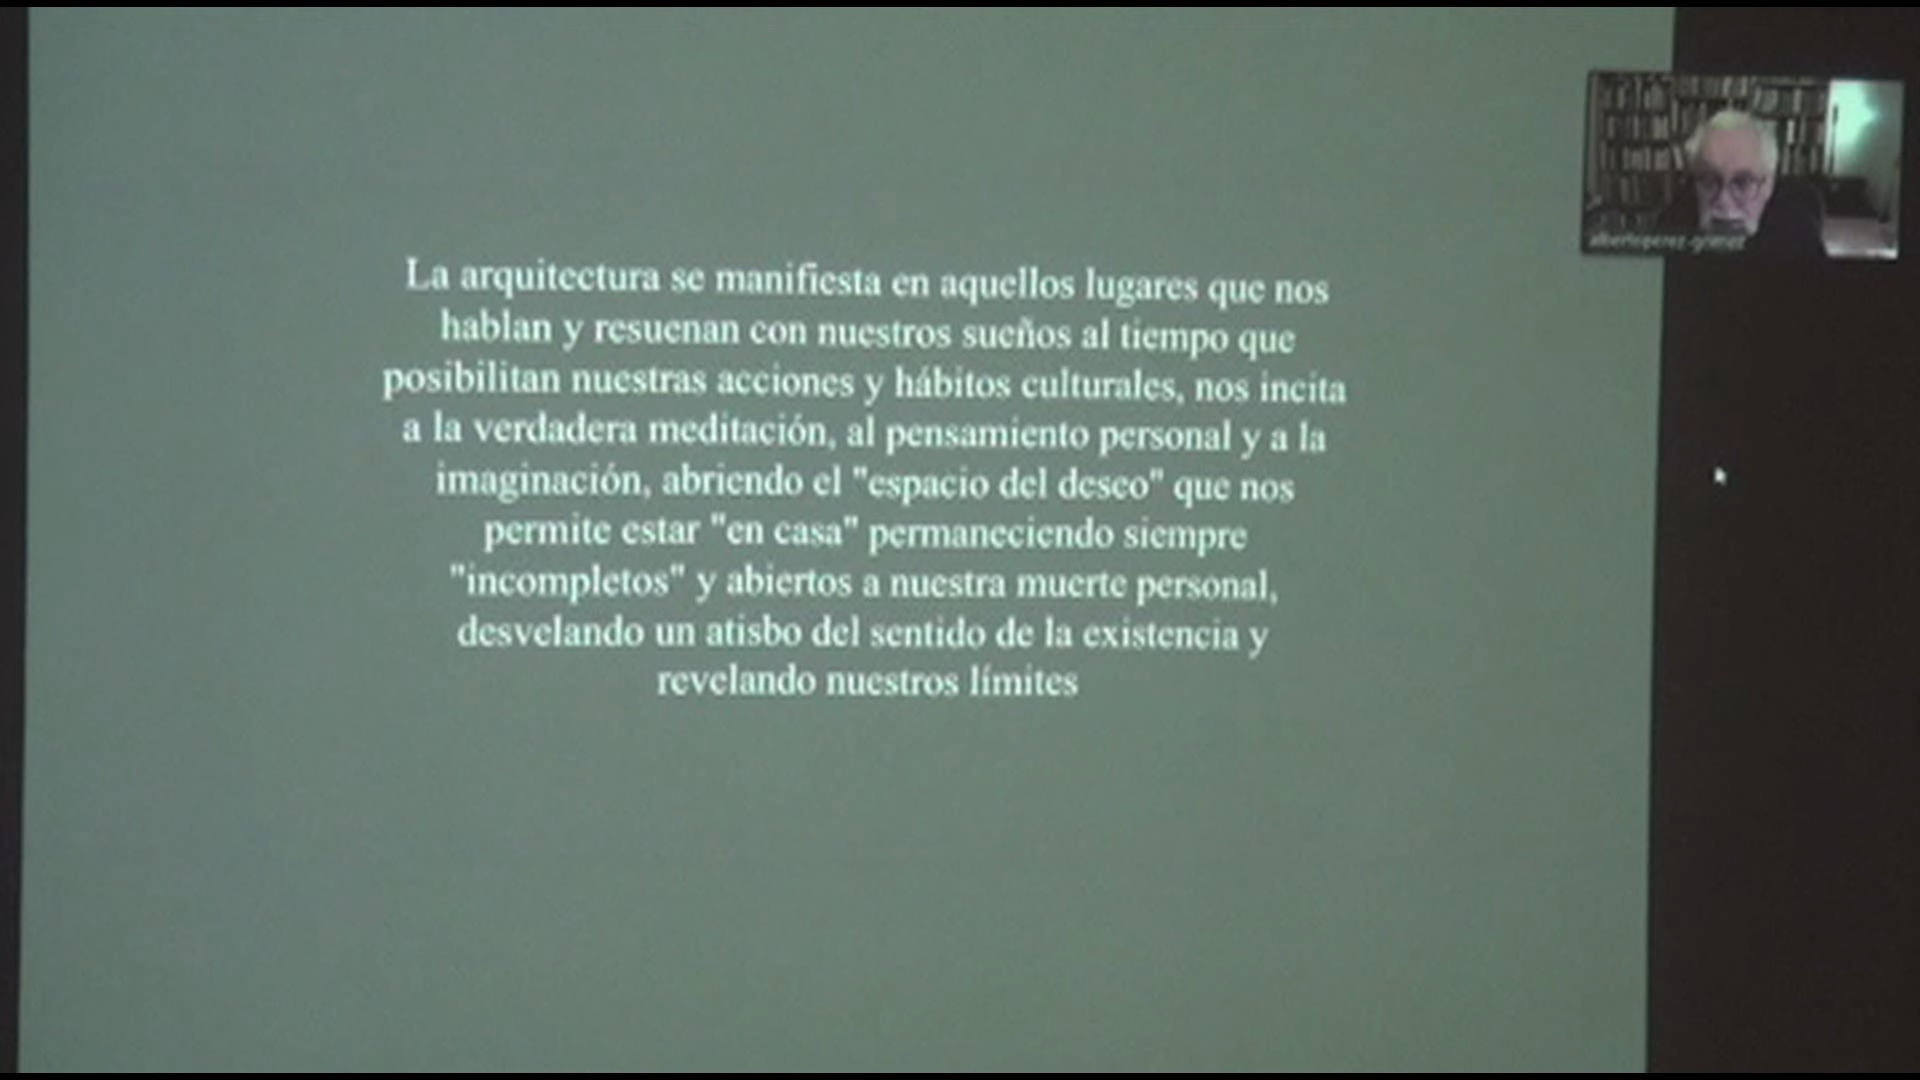 La arquitectura se manifiesta en aquellos lugares que nos
hablan y resuenan con nuestros sueños al tiempo que
posibilitan nuestras acciones y hábitos culturales, nos incita
a la verdadera meditación, al pensamiento personal y a la
imaginación, abriendo el "espacio del deseo" que nos
permite estar "en casa" permaneciendo siempre
"incompletos" y abiertos a nuestra muerte personal,
desvelando un atisbo del sentido de la existencia y
revelando nuestros límites